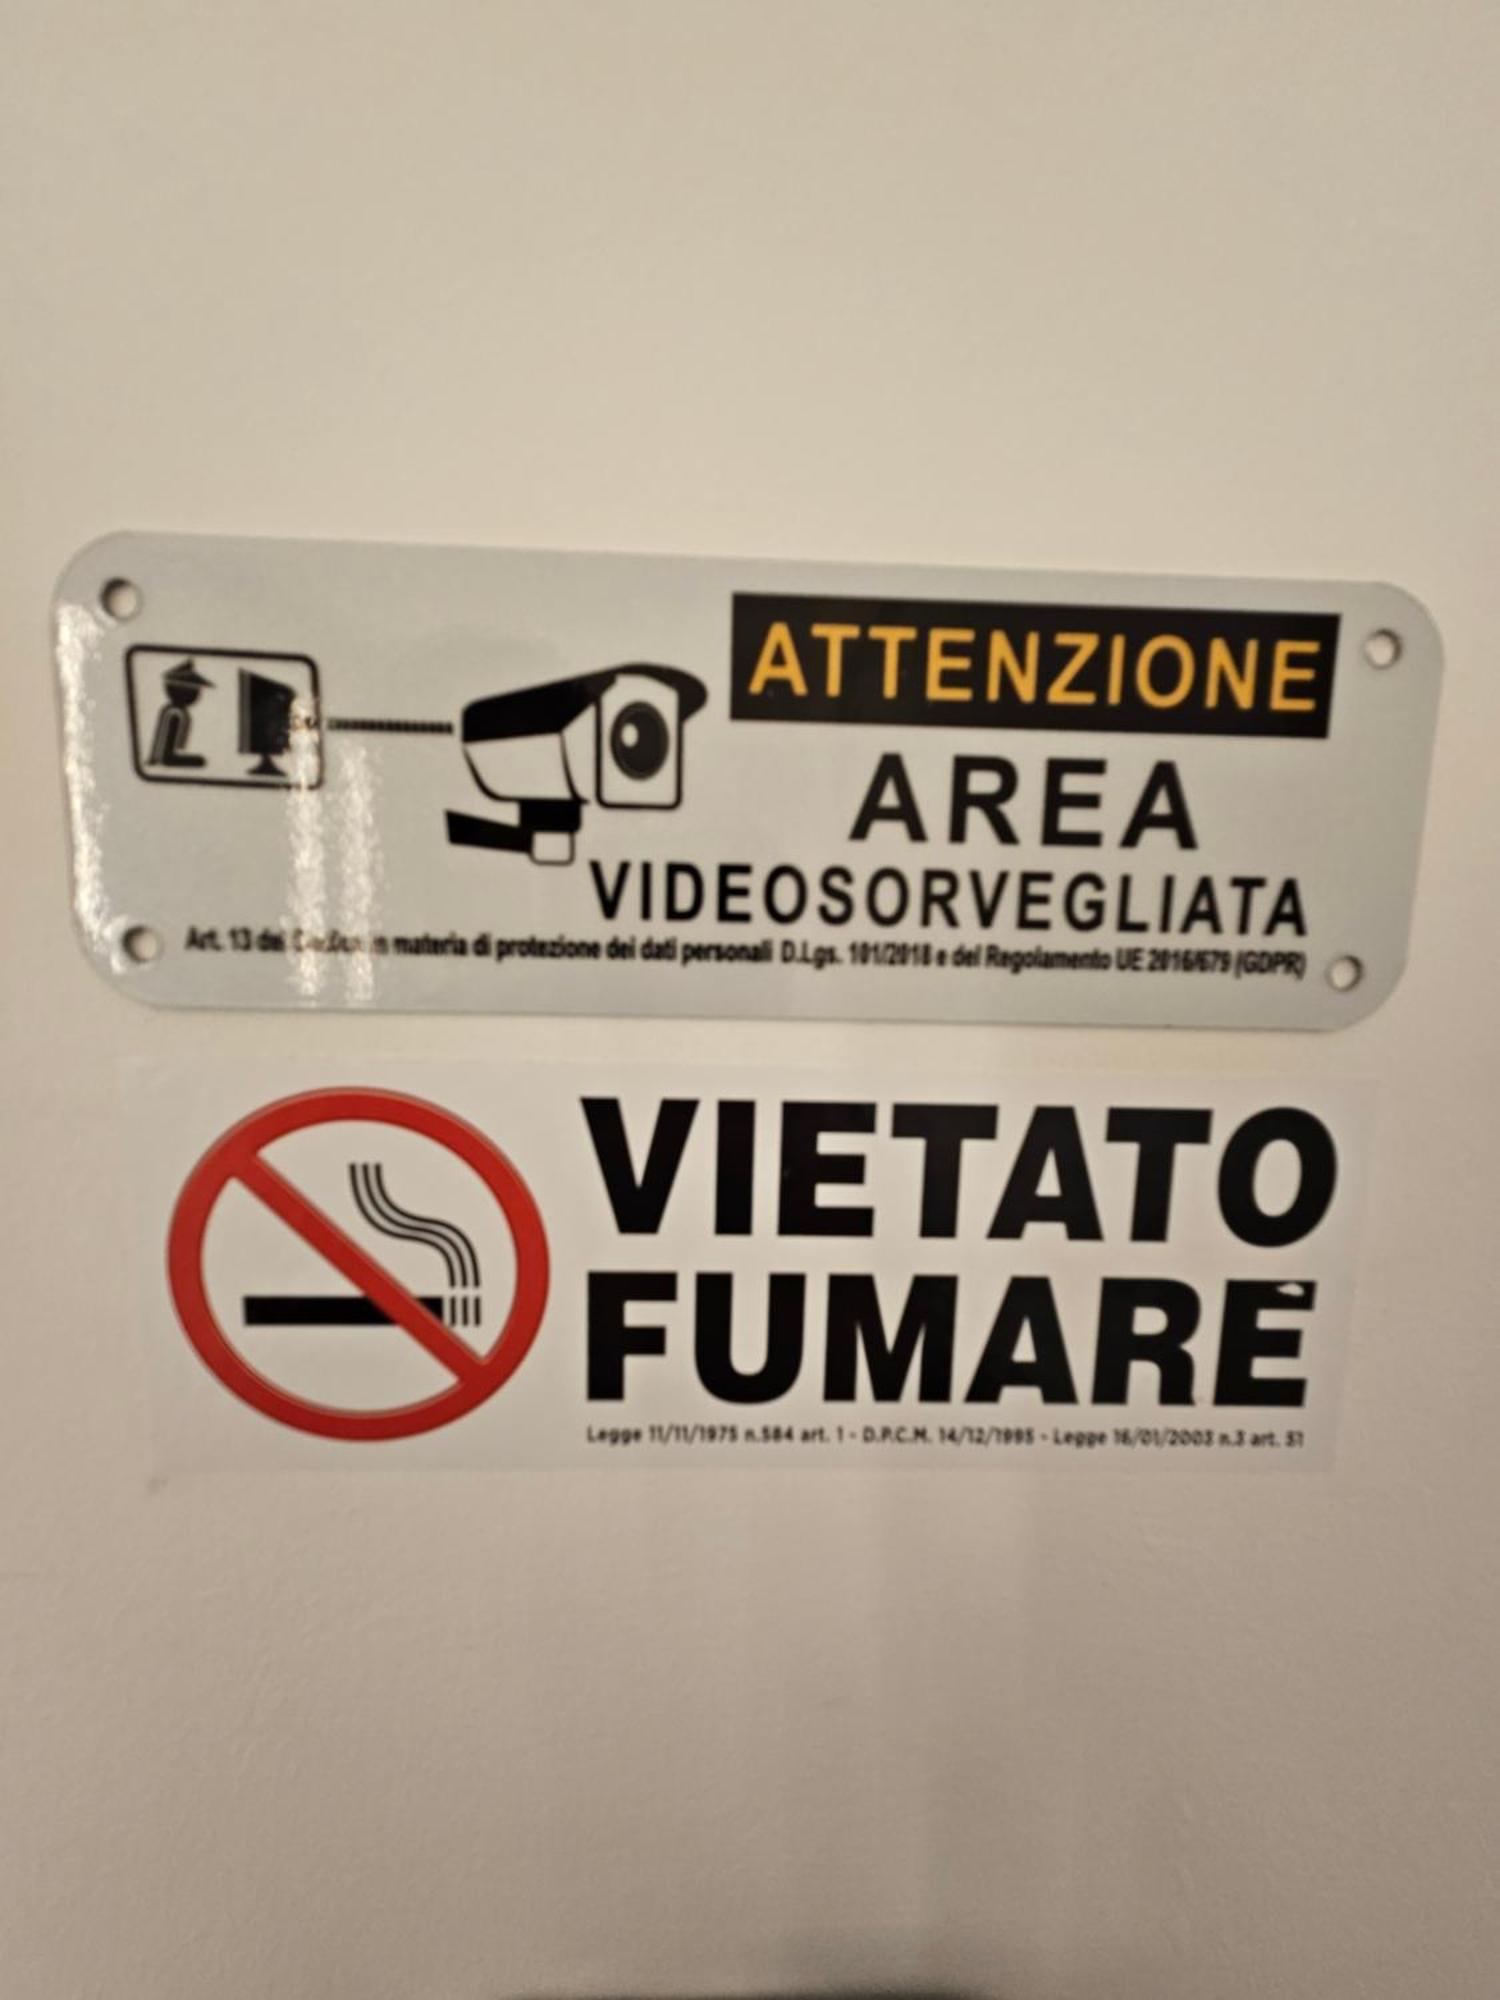 ATTENZIONE
AREA
VIDEOSORVEGLIATA
Art. 13 del materia di protezione dei dati personali D.Lgs. 101/2018 e del Regolamento UE 2016/679 (GDPR)
VIETATO
FUMARE
Legge 11/11/1975 n.584 art. 1 - D.P.C.M. 14/12/1995 - Legge 16/01/2003 n.3 art. 51